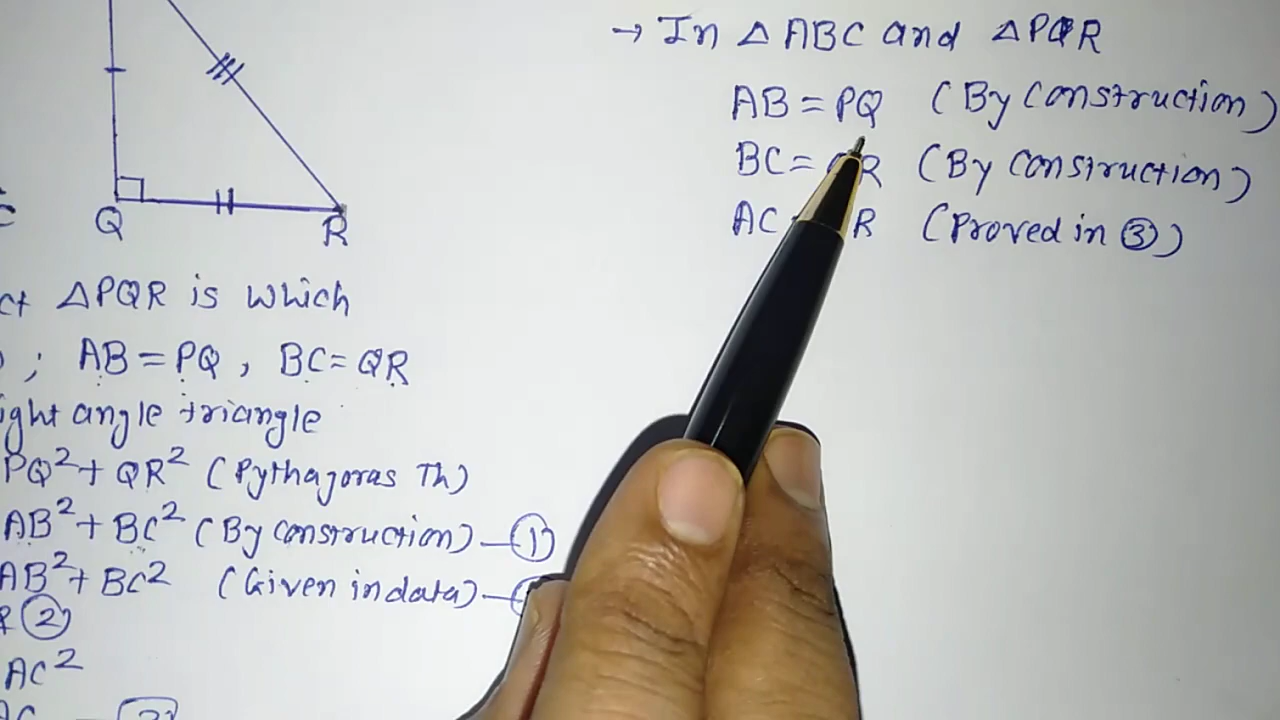 → In △ ABC and △PQR
AB = PQ (By Construction)
BC = QR (By Construction)
AC R (Proved in ③)
Q R
△PQR is which
; AB = PQ, BC = QR
ight angle triangle
PQ² + QR² (Pythagoras Th)
AB² + BC² (By Construction) — ①
AB² + BC² (Given in data) —
②
AC²